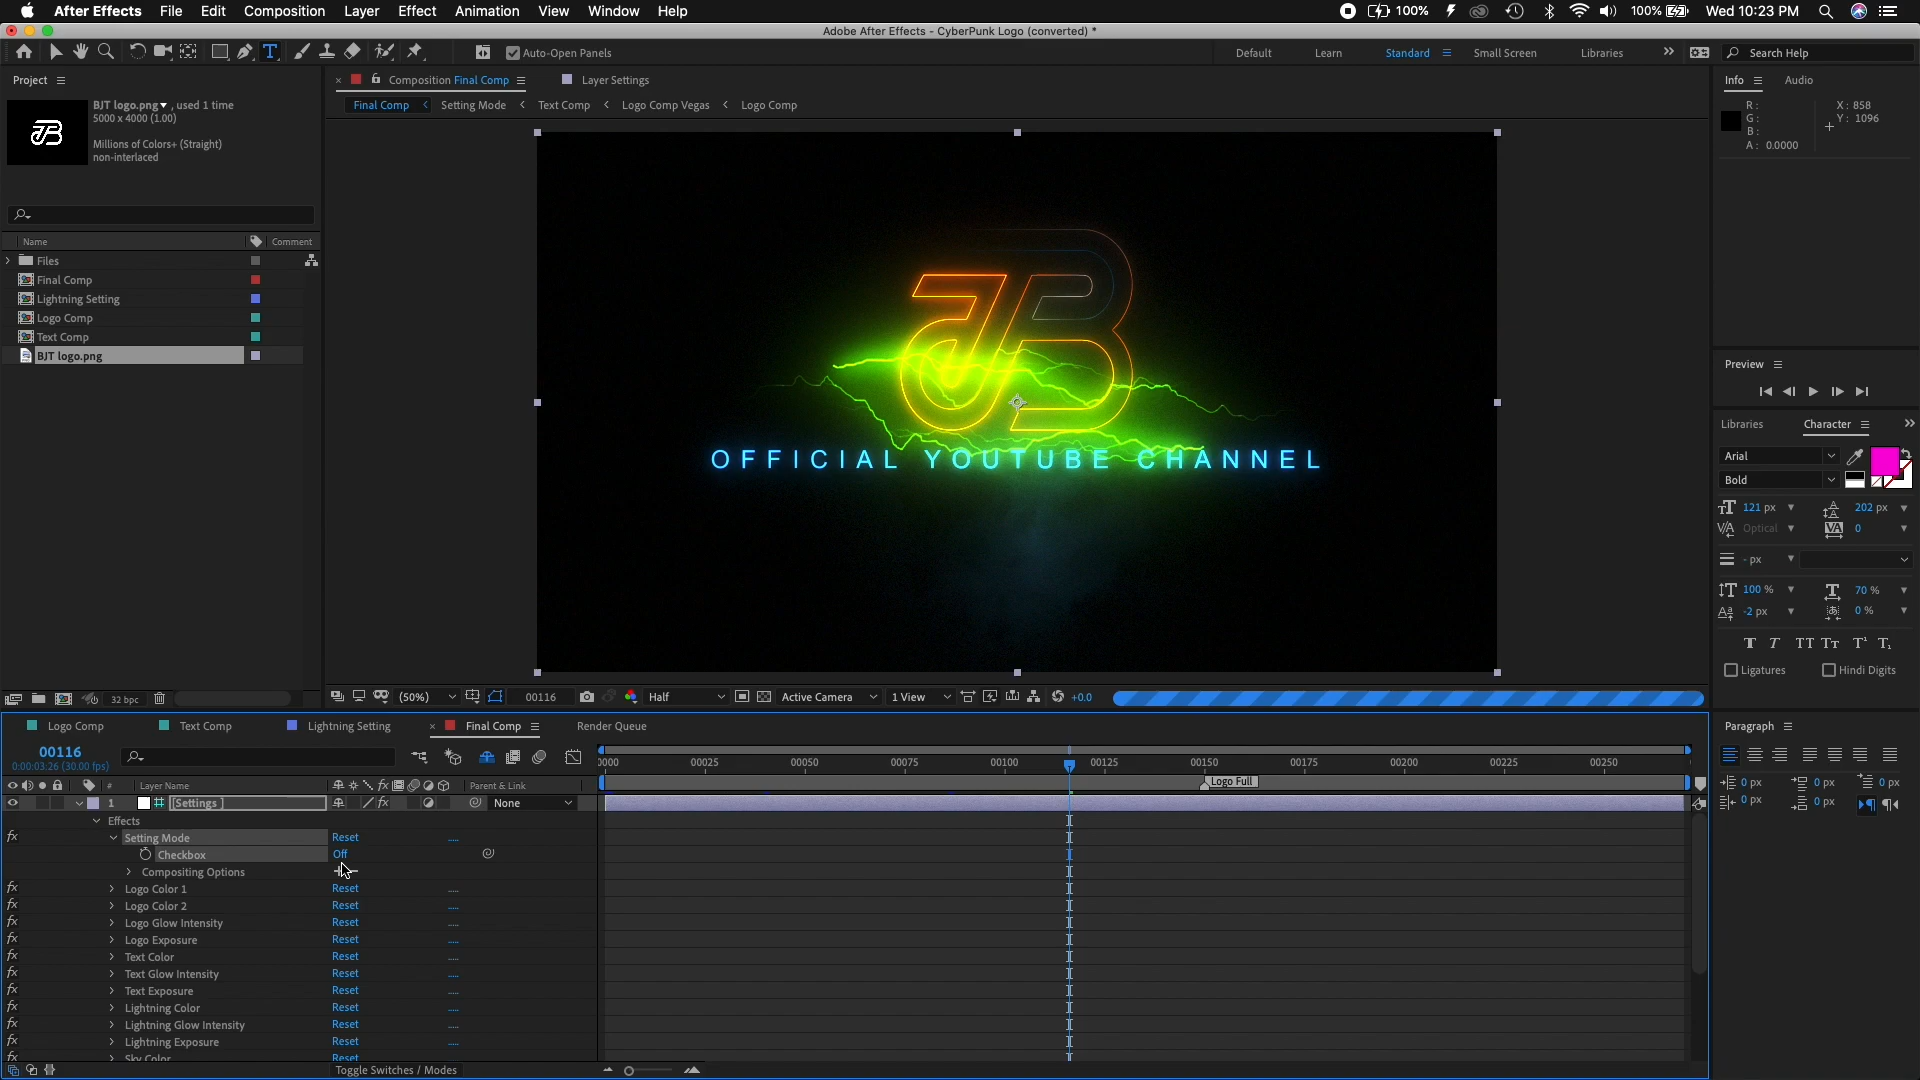 After Effects File Edit Composition Layer Effect Animation View Window Help
100% 100% Wed 10:23 PM
Adobe After Effects - CyberPunk Logo (converted) *
Auto-Open Panels
Default Learn Standard Small Screen Libraries Search Help
Project
BJT logo.png, used 1 time
5000 x 4000 (1.00)
Millions of Colors+ (Straight)
non-interlaced
Name Comment
Files
Final Comp
Lightning Setting
Logo Comp
Text Comp
BJT logo.png
32 bpc
Composition Final Comp Layer Settings
Final Comp Setting Mode Text Comp Logo Comp Vegas Logo Comp
OFFICIAL YOUTUBE CHANNEL
(50%) 00116 Half Active Camera 1 View +0.0
Info Audio
R:
G:
B:
A: 0.0000
X: 858
Y: 1096
Preview
Libraries Character
Arial
Bold
121 px 202 px
Optical 0
- px
100 % 70 %
-2 px 0 %
Ligatures Hindi Digits
Paragraph
0 px 0 px 0 px
0 px 0 px
Logo Comp Text Comp Lightning Setting Final Comp Render Queue
00116
0:00:03:26 (30.00 fps)
0000 00025 00050 00075 00100 00125 00150 00175 00200 00225 00250
Logo Full
# Layer Name Parent & Link
1 [Settings ] None
Effects
Setting Mode Reset
Checkbox Off
Compositing Options
Logo Color 1 Reset
Logo Color 2 Reset
Logo Glow Intensity Reset
Logo Exposure Reset
Text Color Reset
Text Glow Intensity Reset
Text Exposure Reset
Lightning Color Reset
Lightning Glow Intensity Reset
Lightning Exposure Reset
Sky Color Reset
Toggle Switches / Modes